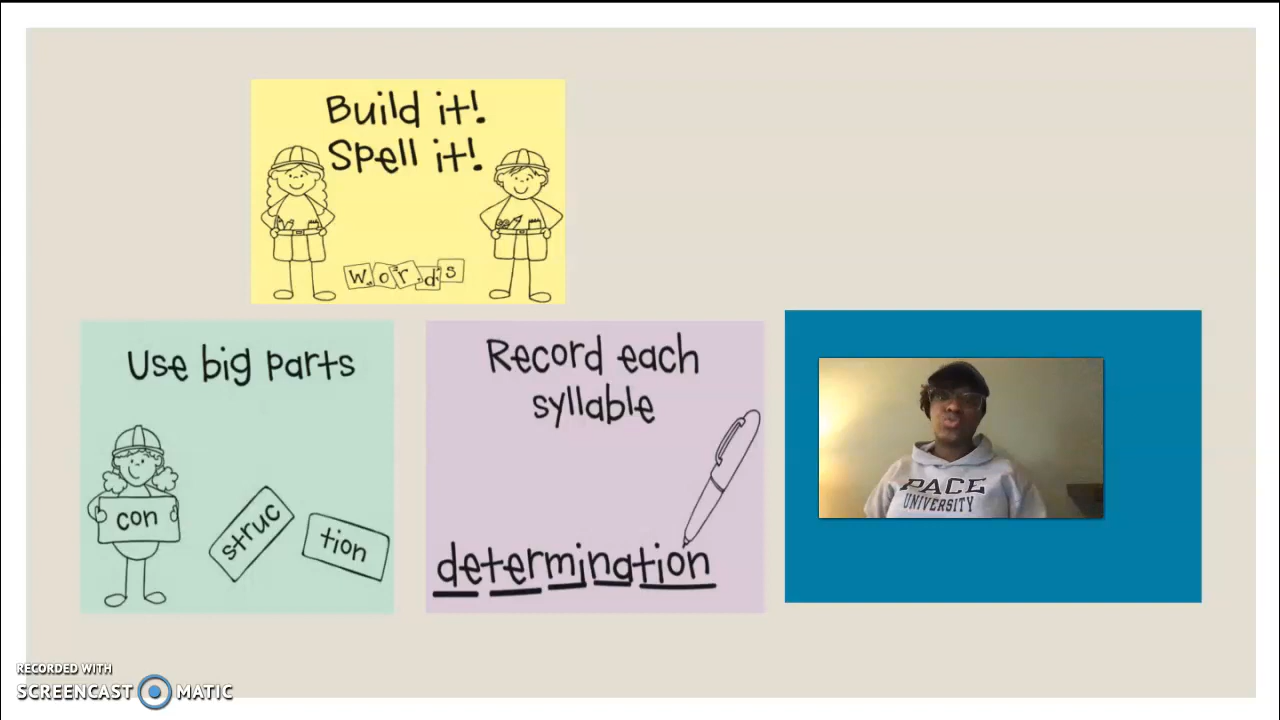 Build it!
Spell it!
w.o.r.d.s
Use big parts
con
struc
tion
Record each
syllable
determination
PACE
UNIVERSITY
RECORDED WITH
SCREENCAST MATIC